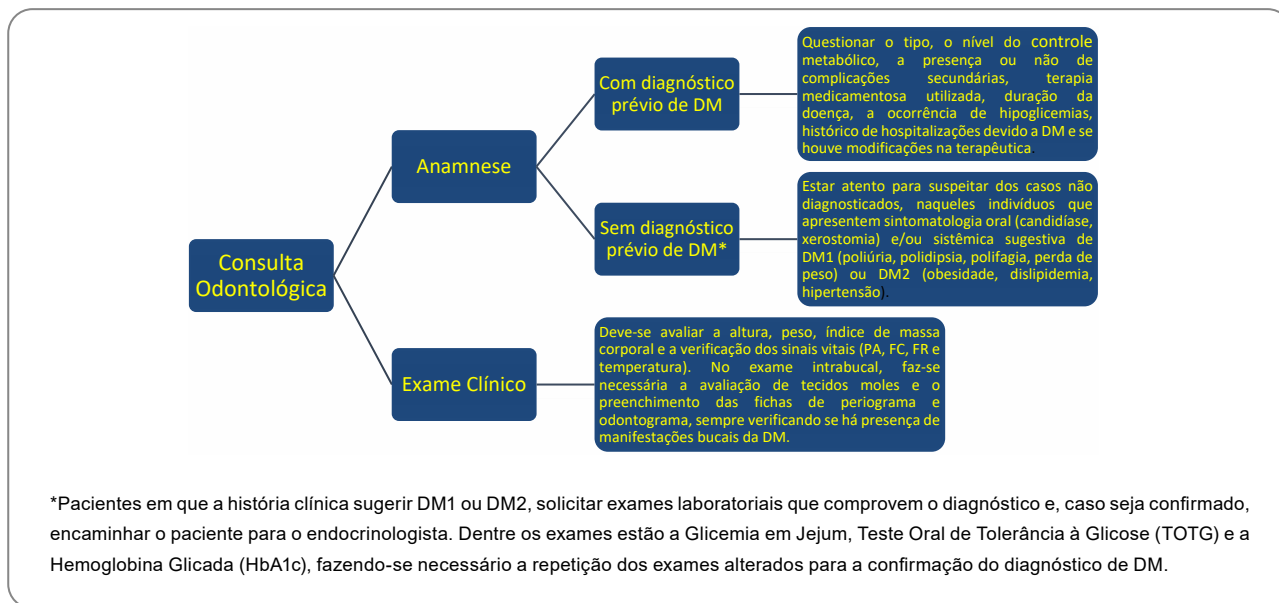 Consulta
Odontológica
Anamnese
Com diagnóstico
prévio de DM
Questionar o tipo, o nível do controle
metabólico, a presença ou não de
complicações secundárias, terapia
medicamentosa utilizada, duração da
doença, a ocorrência de hipoglicemias,
histórico de hospitalizações devido a DM e se
houve modificações na terapêutica.
Sem diagnóstico
prévio de DM*
Estar atento para suspeitar dos casos não
diagnosticados, naqueles indivíduos que
apresentem sintomatologia oral (candidíase,
xerostomia) e/ou sistêmica sugestiva de
DM1 (poliúria, polidipsia, polifagia, perda de
peso) ou DM2 (obesidade, dislipidemia,
hipertensão).
Exame Clínico
Deve-se avaliar a altura, peso, índice de massa
corporal e a verificação dos sinais vitais (PA, FC, FR e
temperatura). No exame intrabucal, faz-se
necessária a avaliação de tecidos moles e o
preenchimento das fichas de periograma e
odontograma, sempre verificando se há presença de
manifestações bucais da DM.
*Pacientes em que a história clínica sugerir DM1 ou DM2, solicitar exames laboratoriais que comprovem o diagnóstico e, caso seja confirmado,
encaminhar o paciente para o endocrinologista. Dentre os exames estão a Glicemia em Jejum, Teste Oral de Tolerância à Glicose (TOTG) e a
Hemoglobina Glicada (HbA1c), fazendo-se necessário a repetição dos exames alterados para a confirmação do diagnóstico de DM.